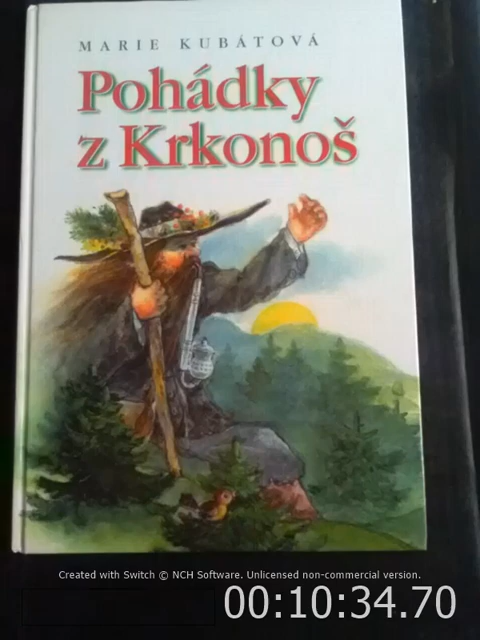 MARIE KUBÁTOVÁ
Pohádky
z Krkonoš
Created with Switch © NCH Software. Unlicensed non-commercial version.
00:10:34.70